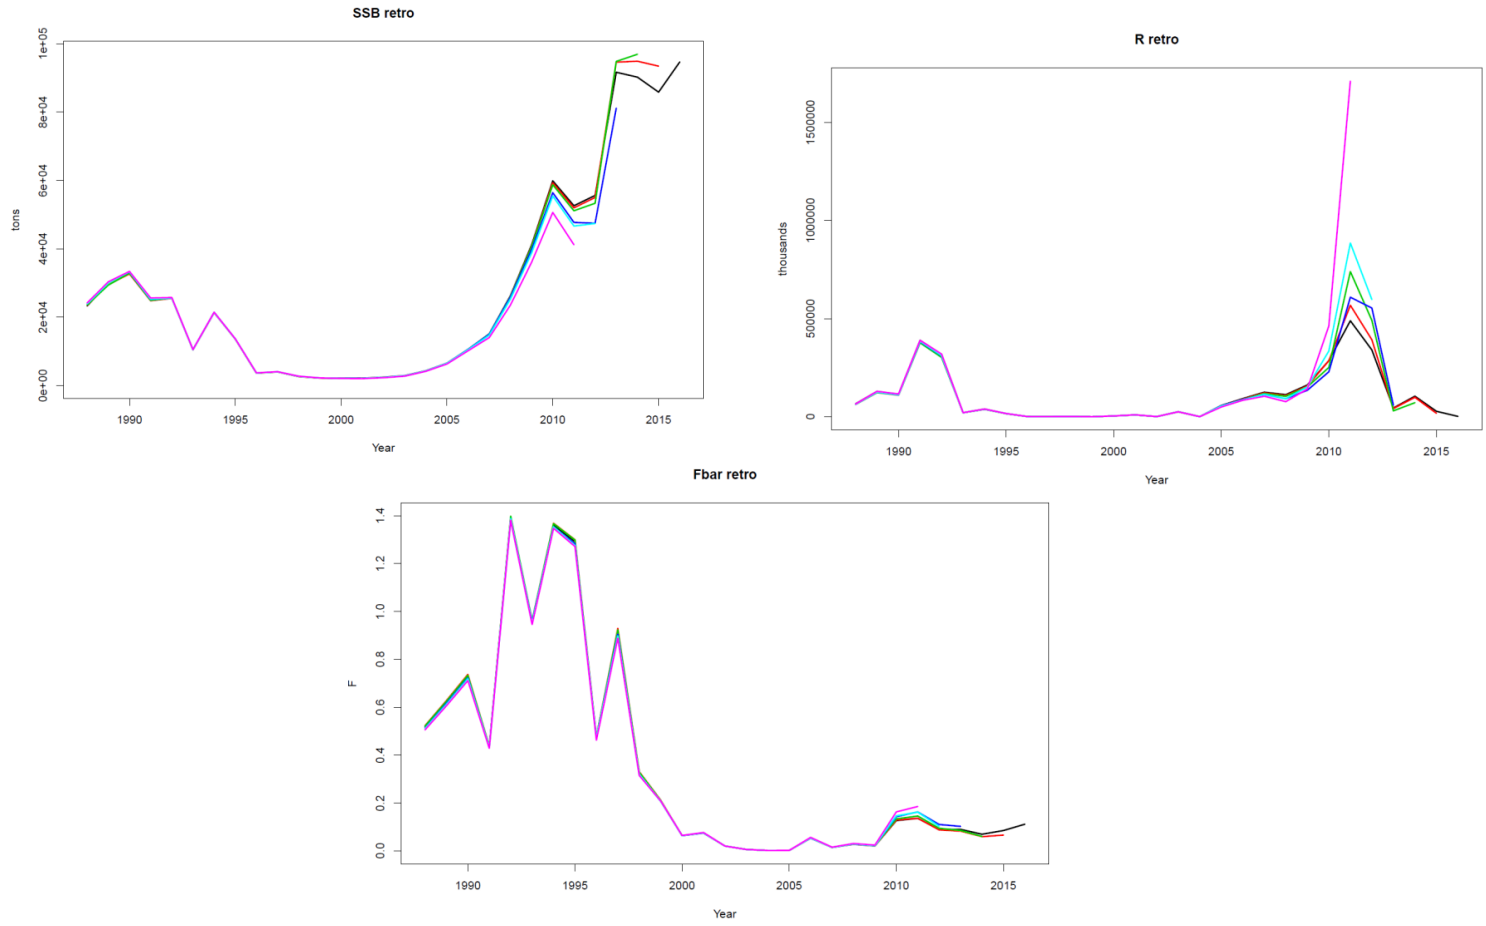 SSB retro
tons
0e+00 2e+04 4e+04 6e+04 8e+04 1e+05
1990 1995 2000 2005 2010 2015
Year
R retro
thousands
0 500000 1000000 1500000
1990 1995 2000 2005 2010 2015
Year
Fbar retro
F
0.0 0.2 0.4 0.6 0.8 1.0 1.2 1.4
1990 1995 2000 2005 2010 2015
Year